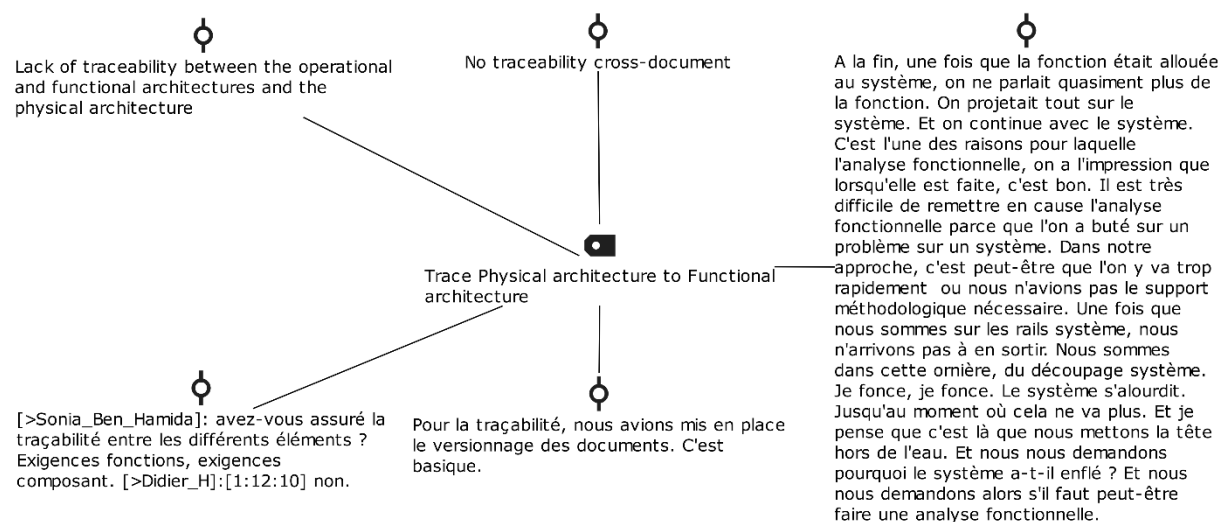 Lack of traceability between the operational
and functional architectures and the
physical architecture
No traceability cross-document
A la fin, une fois que la fonction était allouée
au système, on ne parlait quasiment plus de
la fonction. On projetait tout sur le
système. Et on continue avec le système.
C'est l'une des raisons pour laquelle
l'analyse fonctionnelle, on a l'impression que
lorsqu'elle est faite, c'est bon. Il est très
difficile de remettre en cause l'analyse
fonctionnelle parce que l'on a buté sur un
problème sur un système. Dans notre
approche, c'est peut-être que l'on y va trop
rapidement ou nous n'avions pas le support
méthodologique nécessaire. Une fois que
nous sommes sur les rails système, nous
n'arrivons pas à en sortir. Nous sommes
dans cette ornière, du découpage système.
Je fonce, je fonce. Le système s'alourdit.
Jusqu'au moment où cela ne va plus. Et je
pense que c'est là que nous mettons la tête
hors de l'eau. Et nous nous demandons
pourquoi le système a-t-il enflé ? Et nous
nous demandons alors s'il faut peut-être
faire une analyse fonctionnelle.
Trace Physical architecture to Functional
architecture
[>Sonia_Ben_Hamida]: avez-vous assuré la
traçabilité entre les différents éléments ?
Exigences fonctions, exigences
composant. [>Didier_H]:[1:12:10] non.
Pour la traçabilité, nous avions mis en place
le versionnage des documents. C'est
basique.